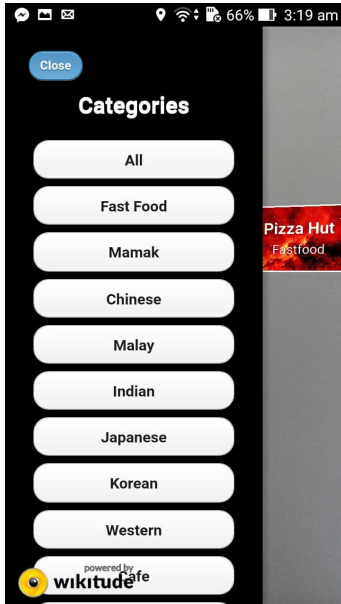 66% 3:19 am
Close
Categories
All
Fast Food
Mamak
Chinese
Malay
Indian
Japanese
Korean
Western
Cafe
powered by
wikitude
Pizza Hut
Fastfood